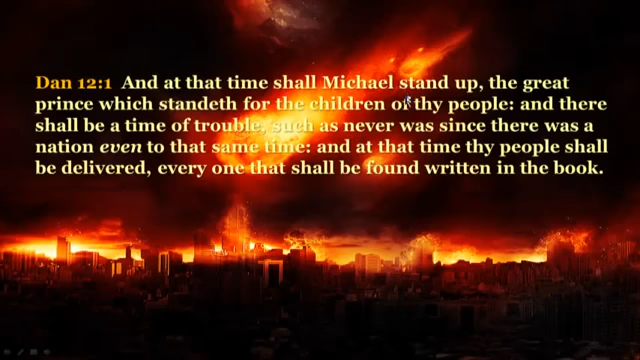 Dan 12:1 And at that time shall Michael stand up, the great
prince which standeth for the children of thy people: and there
shall be a time of trouble, such as never was since there was a
nation even to that same time: and at that time thy people shall
be delivered, every one that shall be found written in the book.